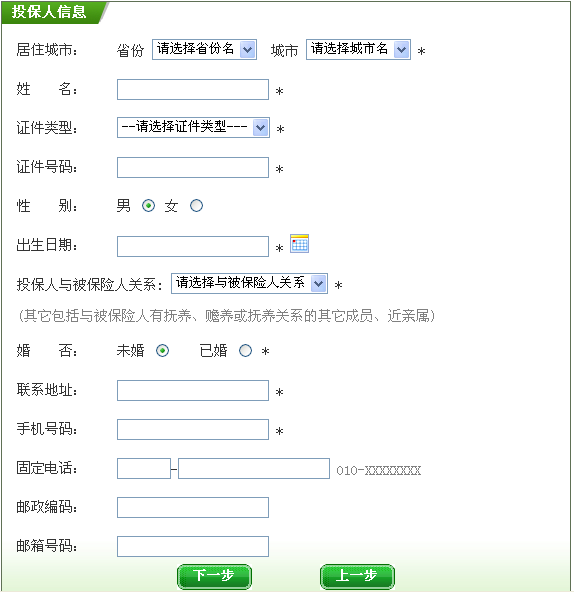 投保人信息
居住城市： 省份 请选择省份名 城市 请选择城市名 *
姓 名： *
证件类型： --请选择证件类型--- *
证件号码： *
性 别： 男 女
出生日期： *
投保人与被保险人关系： 请选择与被保险人关系 *
(其它包括与被保险人有抚养、赡养或扶养关系的其它成员、近亲属)
婚 否： 未婚 已婚 *
联系地址： *
手机号码： *
固定电话： - 010-XXXXXXXX
邮政编码：
邮箱号码：
下一步 上一步